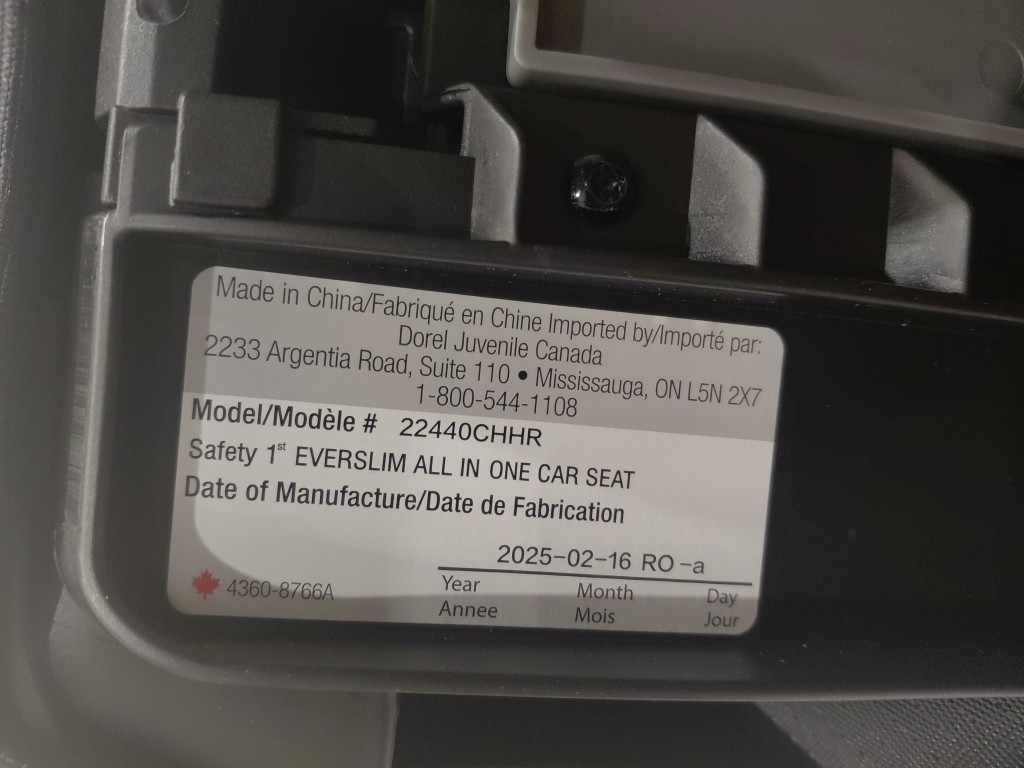 Made in China/Fabriqué en Chine Imported by/Importé par:
Dorel Juvenile Canada
2233 Argentia Road, Suite 110 • Mississauga, ON L5N 2X7
1-800-544-1108
Model/Modèle # 22440CHHR
Safety 1st EVERSLIM ALL IN ONE CAR SEAT
Date of Manufacture/Date de Fabrication
2025-02-16 RO-a
Year Month Day
Annee Mois Jour
4360-8766A